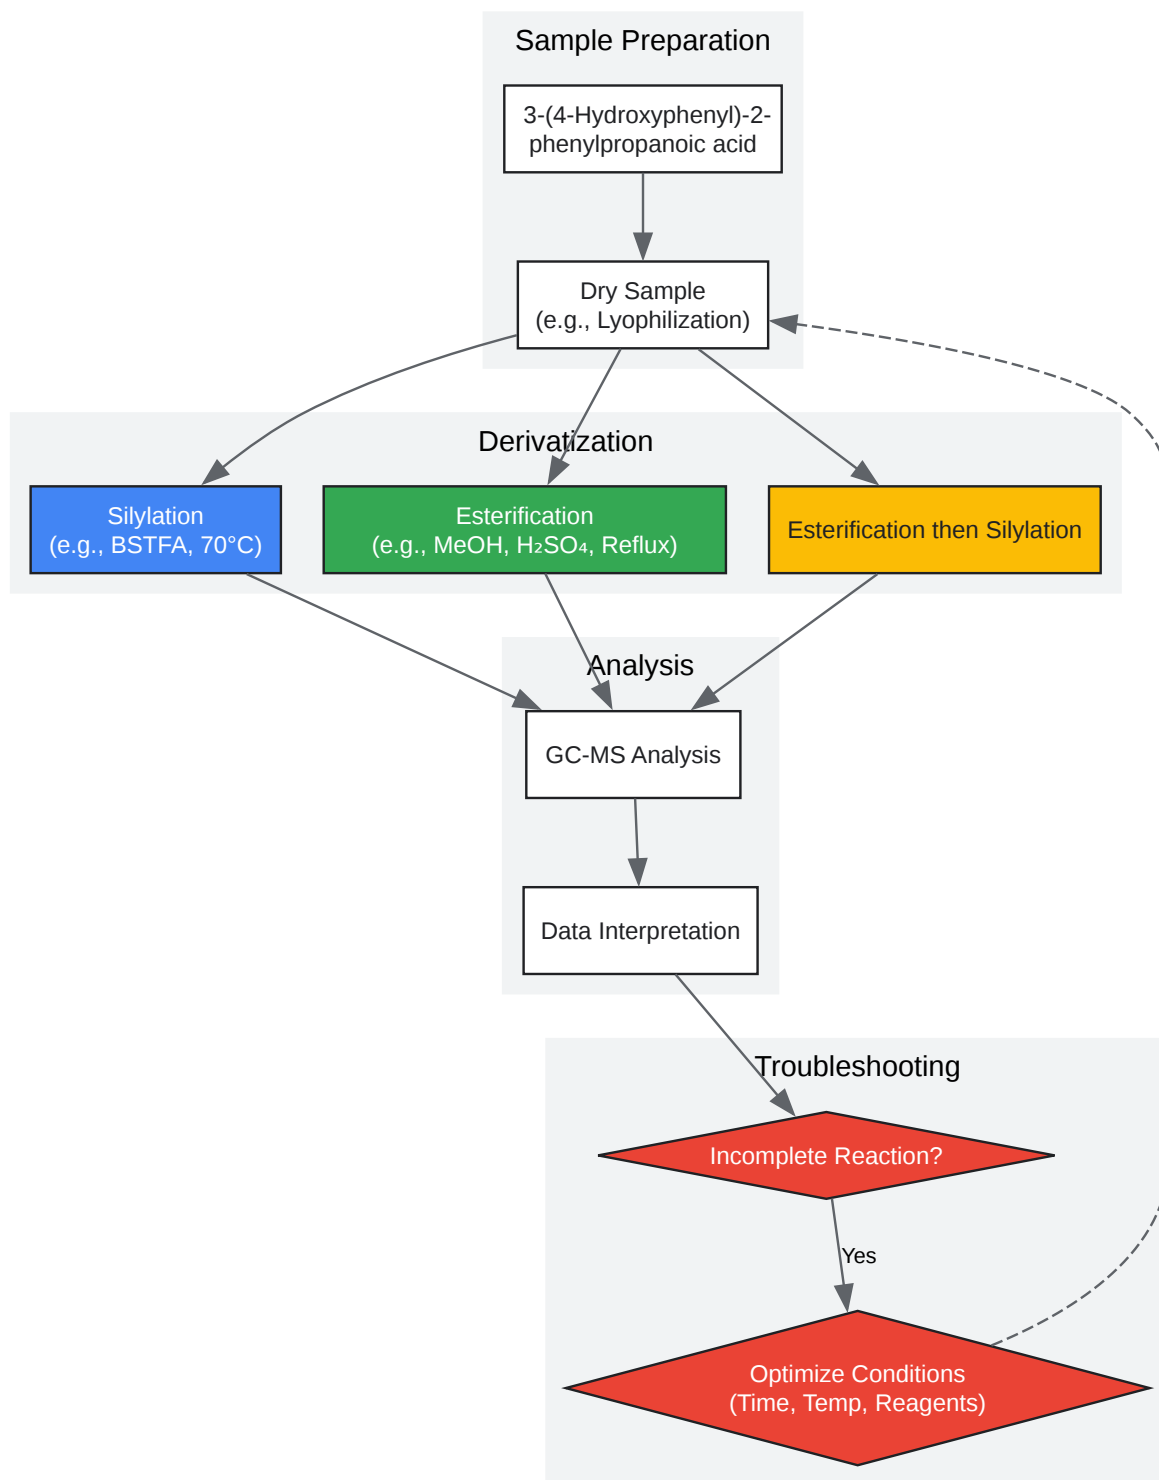 Sample Preparation
3-(4-Hydroxyphenyl)-2-
phenylpropanoic acid
Dry Sample
(e.g., Lyophilization)
Derivatization
Silylation
(e.g., BSTFA, 70°C)
Esterification
(e.g., MeOH, H₂SO₄, Reflux)
Esterification then Silylation
Analysis
GC-MS Analysis
Data Interpretation
Troubleshooting
Incomplete Reaction?
Yes
Optimize Conditions
(Time, Temp, Reagents)